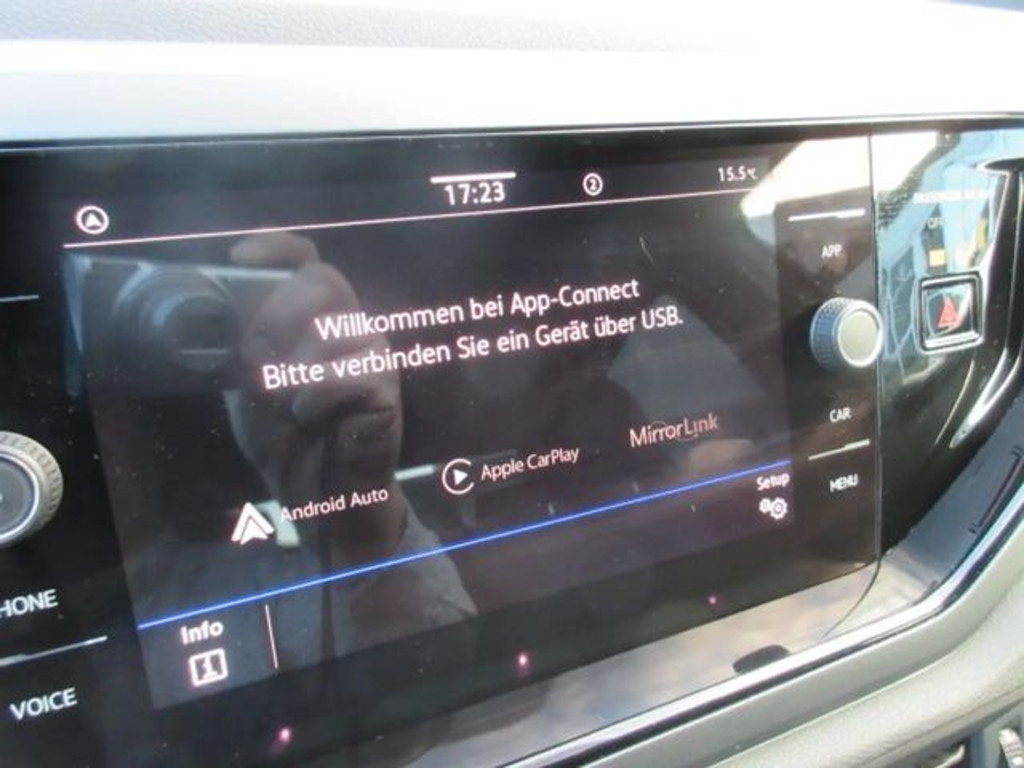 17:23
2
15.5°C
APP
Willkommen bei App-Connect
Bitte verbinden Sie ein Gerät über USB.
CAR
MirrorLink
Apple CarPlay
Android Auto
Setup
MENU
HONE
Info
VOICE